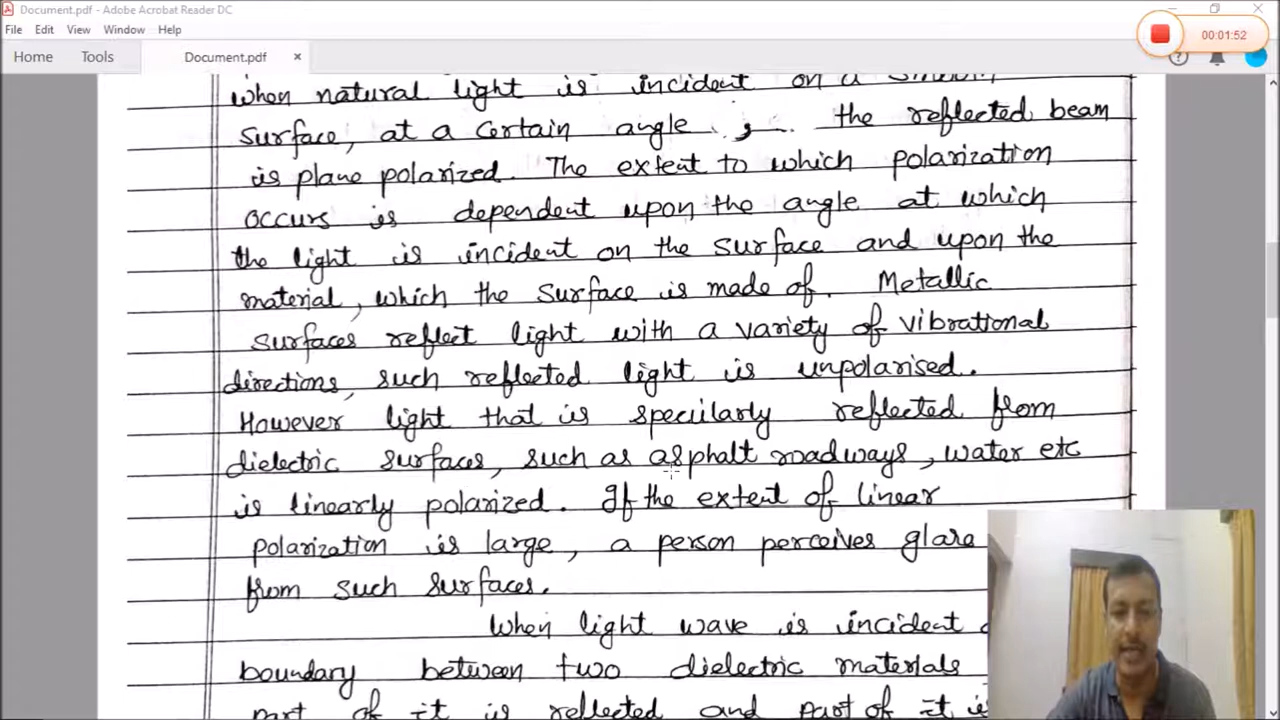 Document.pdf - Adobe Acrobat Reader DC
File Edit View Window Help
00:01:52
Home Tools Document.pdf
when natural light is incident on a smooth
surface, at a certain angle , the reflected beam
is plane polarized. The extent to which polarization
occurs is dependent upon the angle at which
the light is incident on the surface and upon the
material, which the surface is made of. Metallic
surfaces reflect light with a variety of vibrational
directions, such reflected light is unpolarised.
However light that is specularly reflected from
dielectric surfaces, such as asphalt roadways, water etc
is linearly polarized. If the extent of linear
polarization is large, a person perceives glare
from such surfaces.
When light wave is incident
boundary between two dielectric materials
part of it is reflected and part of it is